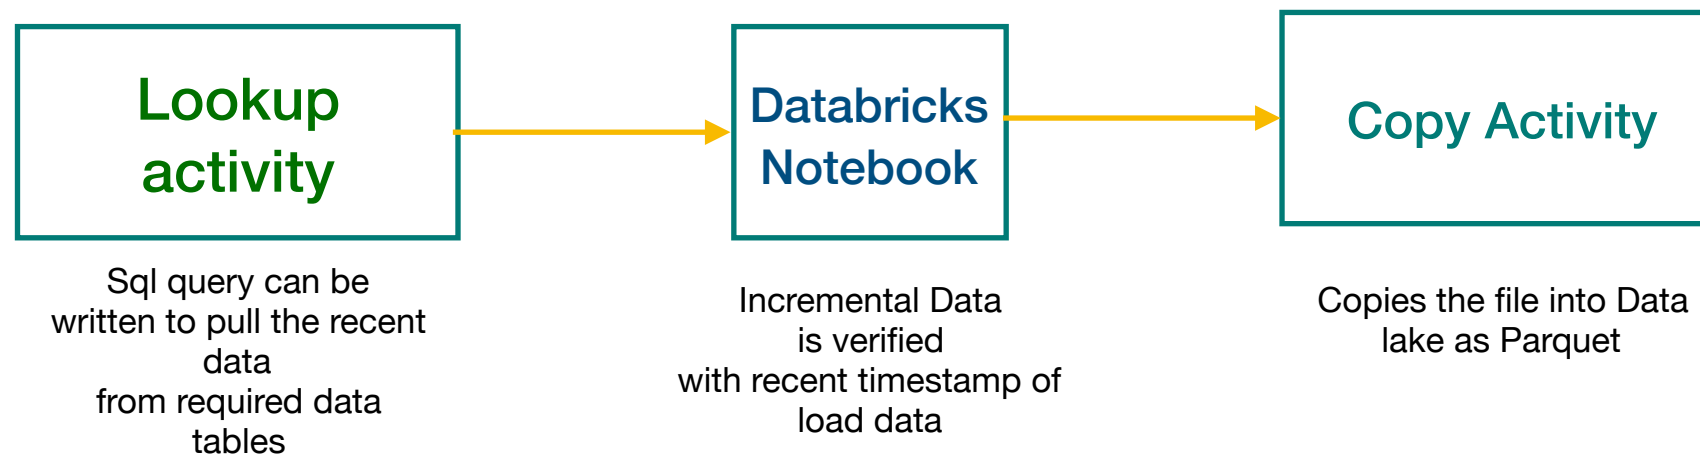 Lookup
activity
Databricks
Notebook
Copy Activity
Sql query can be
written to pull the recent
data
from required data
tables
Incremental Data
is verified
with recent timestamp of
load data
Copies the file into Data
lake as Parquet